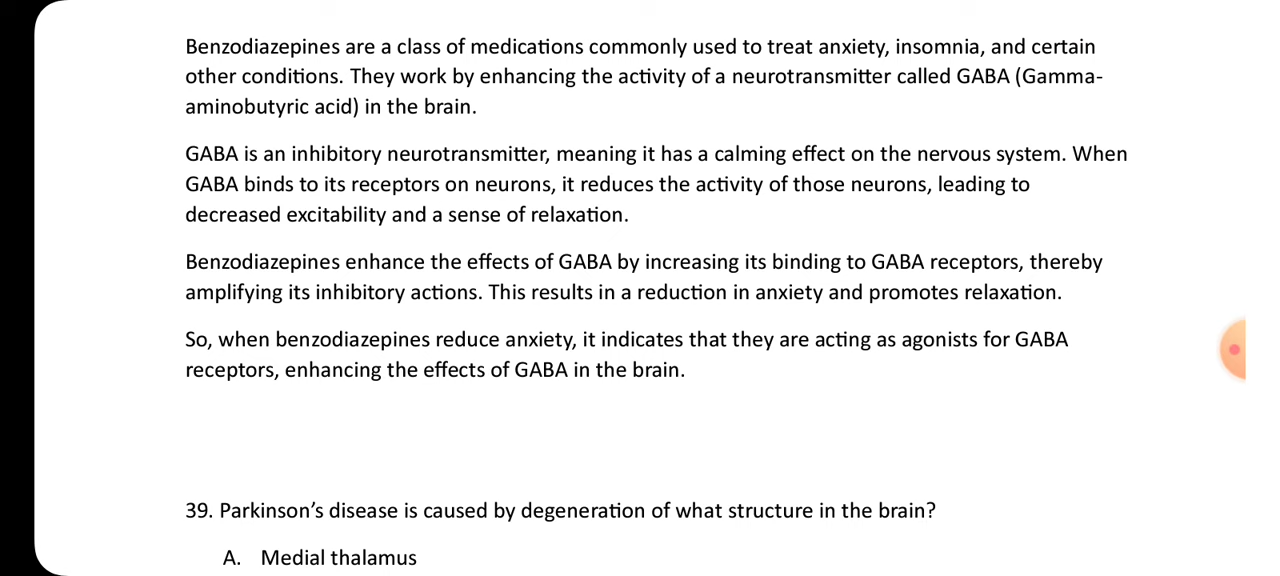 Benzodiazepines are a class of medications commonly used to treat anxiety, insomnia, and certain
other conditions. They work by enhancing the activity of a neurotransmitter called GABA (Gamma-
aminobutyric acid) in the brain.
GABA is an inhibitory neurotransmitter, meaning it has a calming effect on the nervous system. When
GABA binds to its receptors on neurons, it reduces the activity of those neurons, leading to
decreased excitability and a sense of relaxation.
Benzodiazepines enhance the effects of GABA by increasing its binding to GABA receptors, thereby
amplifying its inhibitory actions. This results in a reduction in anxiety and promotes relaxation.
So, when benzodiazepines reduce anxiety, it indicates that they are acting as agonists for GABA
receptors, enhancing the effects of GABA in the brain.
39. Parkinson’s disease is caused by degeneration of what structure in the brain?
A. Medial thalamus